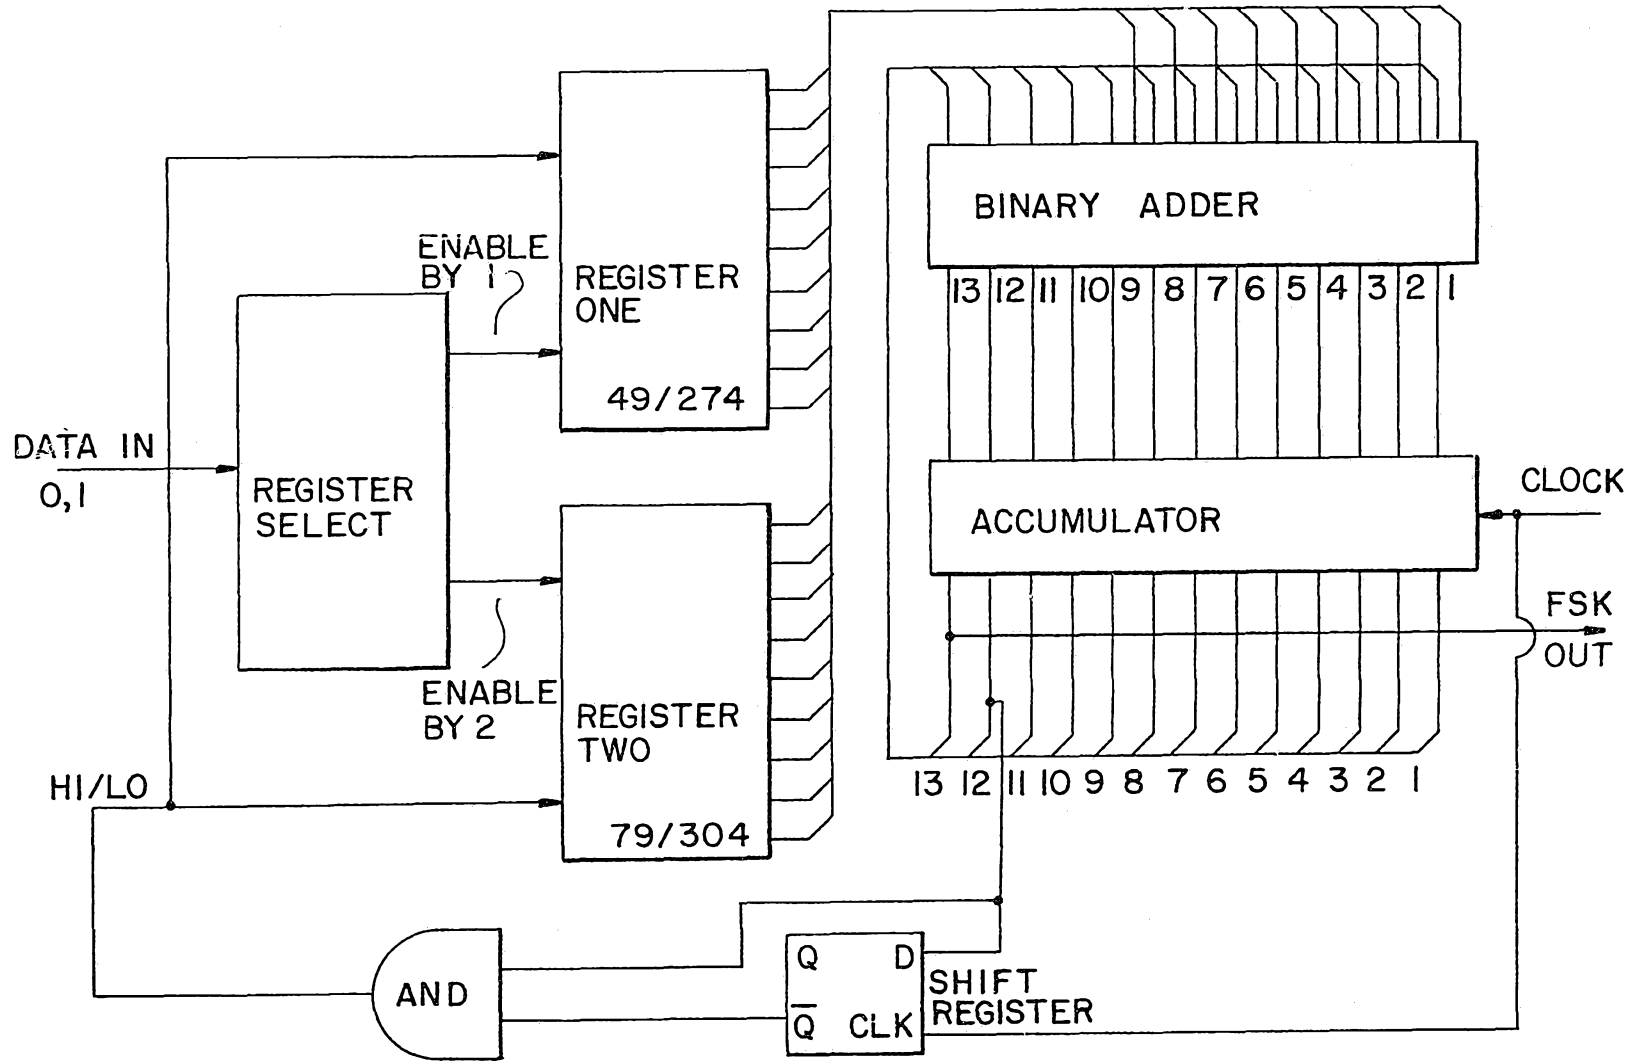 BINARY ADDER
13 12 11 10 9 8 7 6 5 4 3 2 1
ENABLE
BY 1
REGISTER
ONE
49/274
DATA IN
0,1
REGISTER
SELECT
CLOCK
ACCUMULATOR
FSK
OUT
ENABLE
BY 2
REGISTER
TWO
79/304
HI/LO
13 12 11 10 9 8 7 6 5 4 3 2 1
AND
Q D
Q̅ CLK
SHIFT
REGISTER